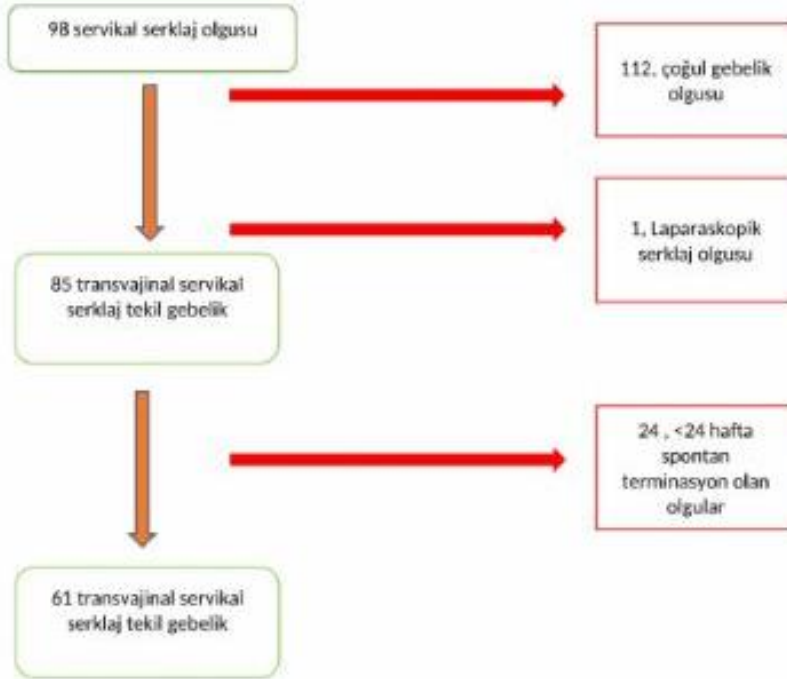 98 servikal serklaj olgusu
112, çoğul gebelik
olgusu
1, Laparaskopik
serklaj olgusu
85 transvajinal servikal
serklaj tekil gebelik
24 , <24 hafta
spontan
terminasyon olan
olgular
61 transvajinal servikal
serklaj tekil gebelik